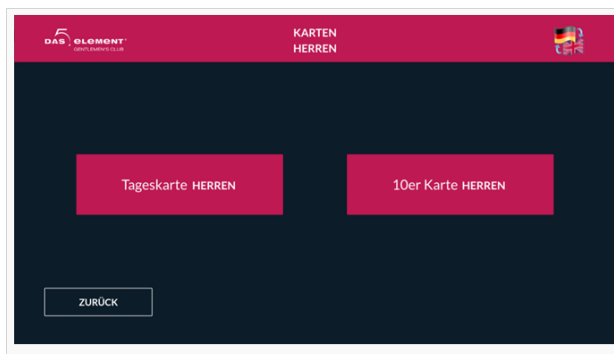 5
DAS element
GENTLEMEN'S CLUB
KARTEN
HERREN
Tageskarte HERREN
10er Karte HERREN
ZURÜCK